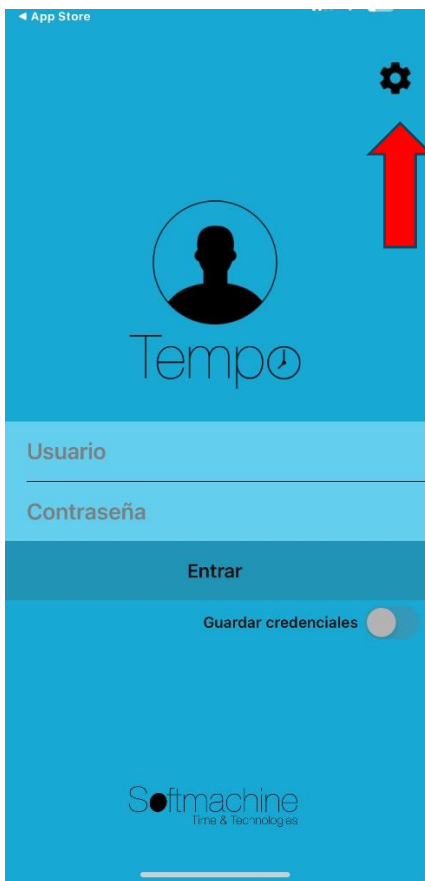 ◀ App Store
Tempo
Usuario
Contraseña
Entrar
Guardar credenciales
Softmachine
Time & Technologies